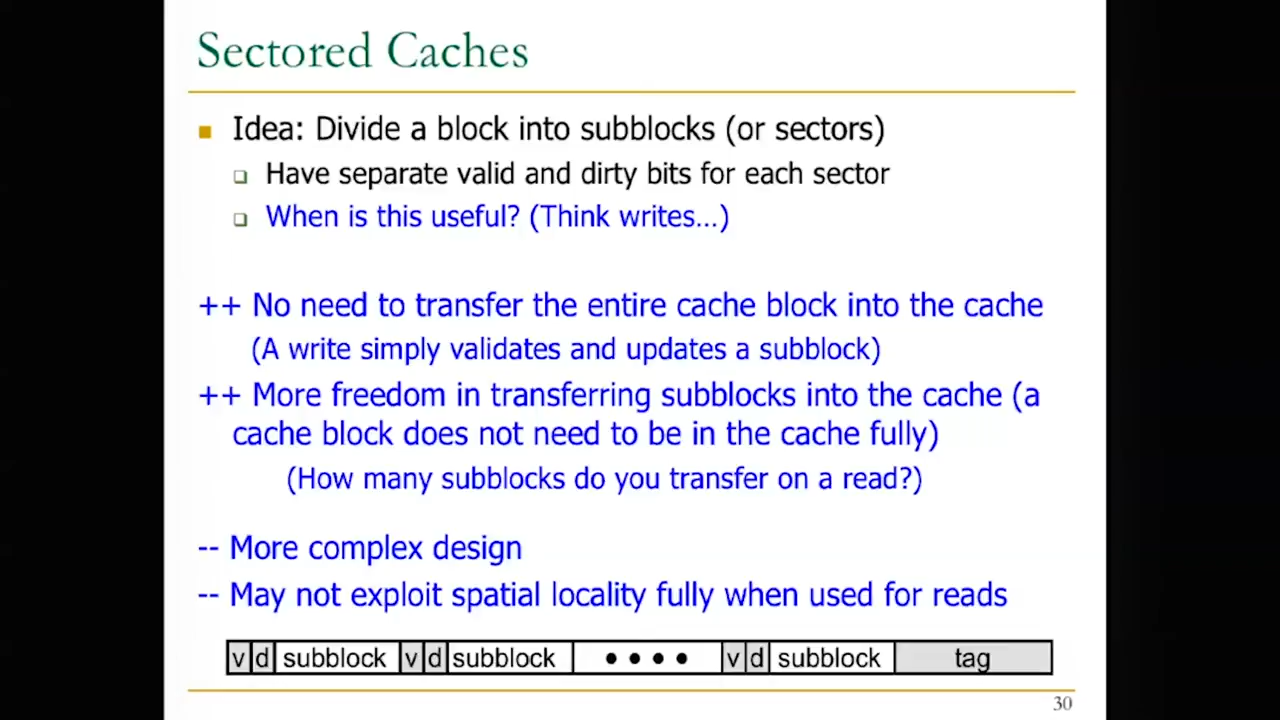 Sectored Caches
Idea: Divide a block into subblocks (or sectors)
Have separate valid and dirty bits for each sector
When is this useful? (Think writes…)
++ No need to transfer the entire cache block into the cache
(A write simply validates and updates a subblock)
++ More freedom in transferring subblocks into the cache (a
cache block does not need to be in the cache fully)
(How many subblocks do you transfer on a read?)
-- More complex design
-- May not exploit spatial locality fully when used for reads
v d subblock v d subblock • • • • v d subblock tag
30